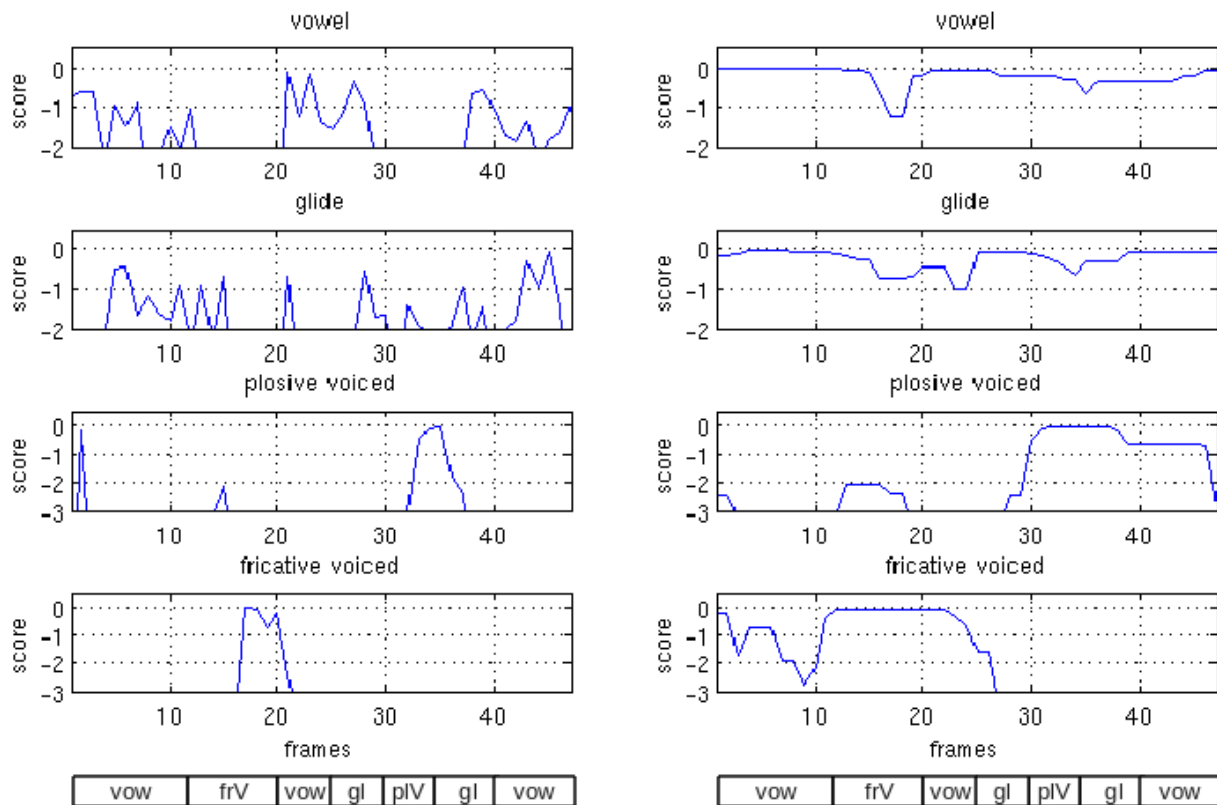 vowel vowel
0 0
score -1 score -1
-2 -2
10 20 30 40 10 20 30 40
glide glide
0 0
score -1 score -1
-2 -2
10 20 30 40 10 20 30 40
plosive voiced plosive voiced
0 0
-1 -1
score score
-2 -2
-3 -3
10 20 30 40 10 20 30 40
fricative voiced fricative voiced
0 0
-1 -1
score score
-2 -2
-3 -3
10 20 30 40 10 20 30 40
frames frames
vow frV vow gl plV gl vow vow frV vow gl plV gl vow